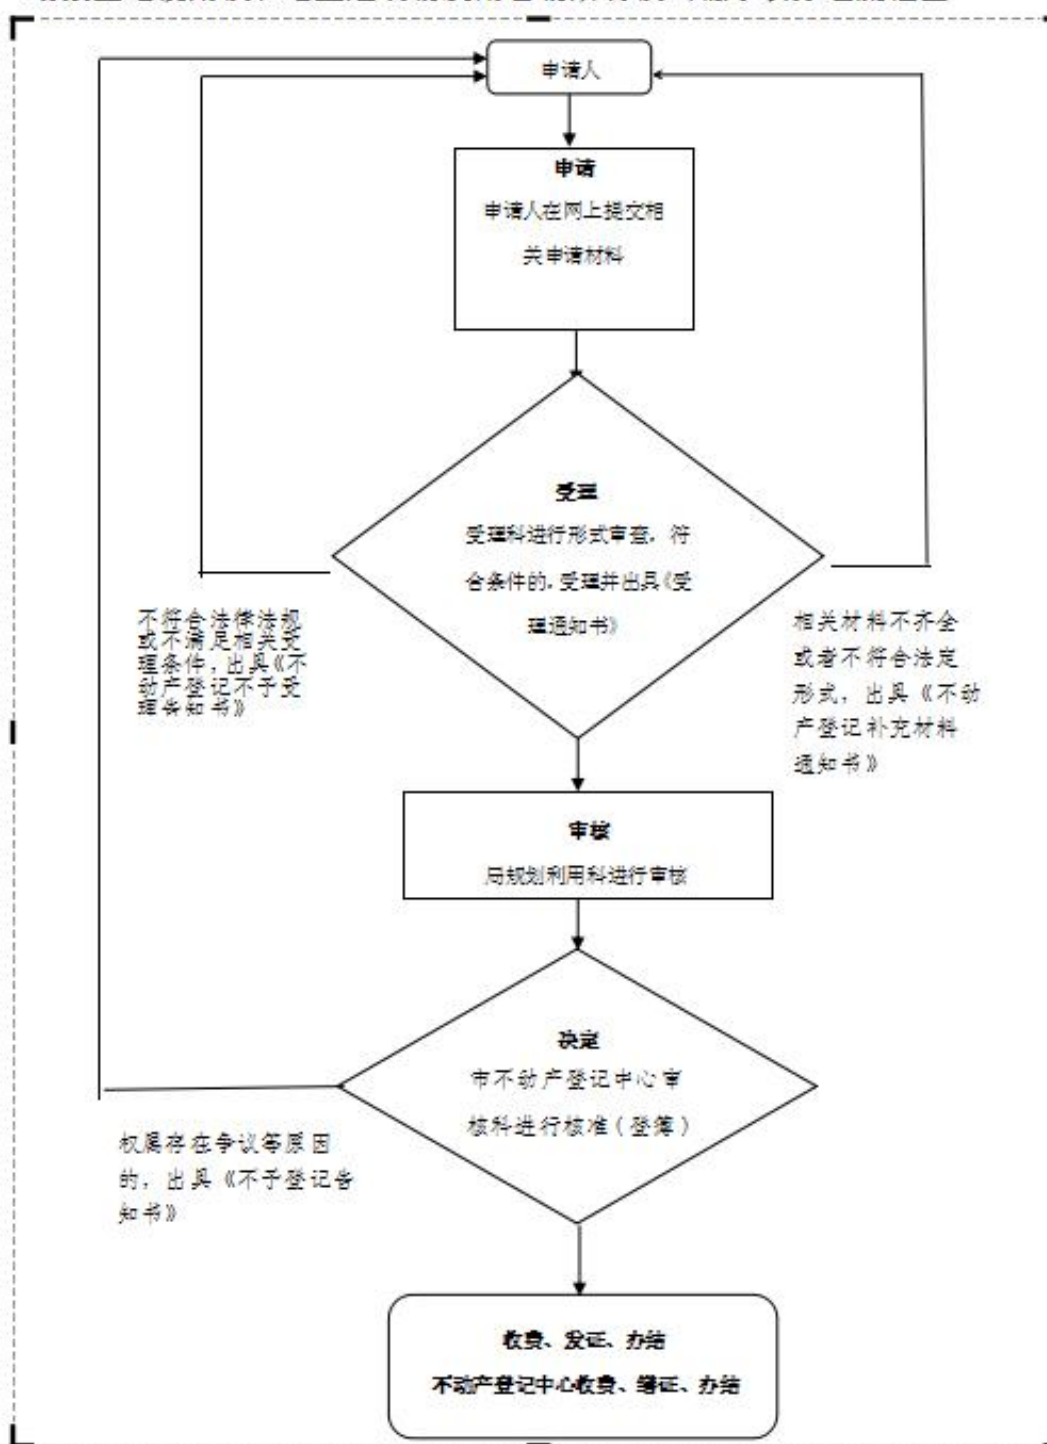 申请人
申请
申请人在网上提交相
关申请材料
受理
受理科进行形式审查，符
合条件的，受理并出具《受
理通知书》
不符合法律法规
或不满足相关受
理条件，出具《不
动产登记不予受
理告知书》
相关材料不齐全
或者不符合法定
形式，出具《不动
产登记补充材料
通知书》
审核
局规划利用科进行审核
决定
市不动产登记中心审
核科进行核准（登簿）
权属存在争议等原因
的，出具《不予登记告
知书》
收费、发证、办结
不动产登记中心收费、缮证、办结